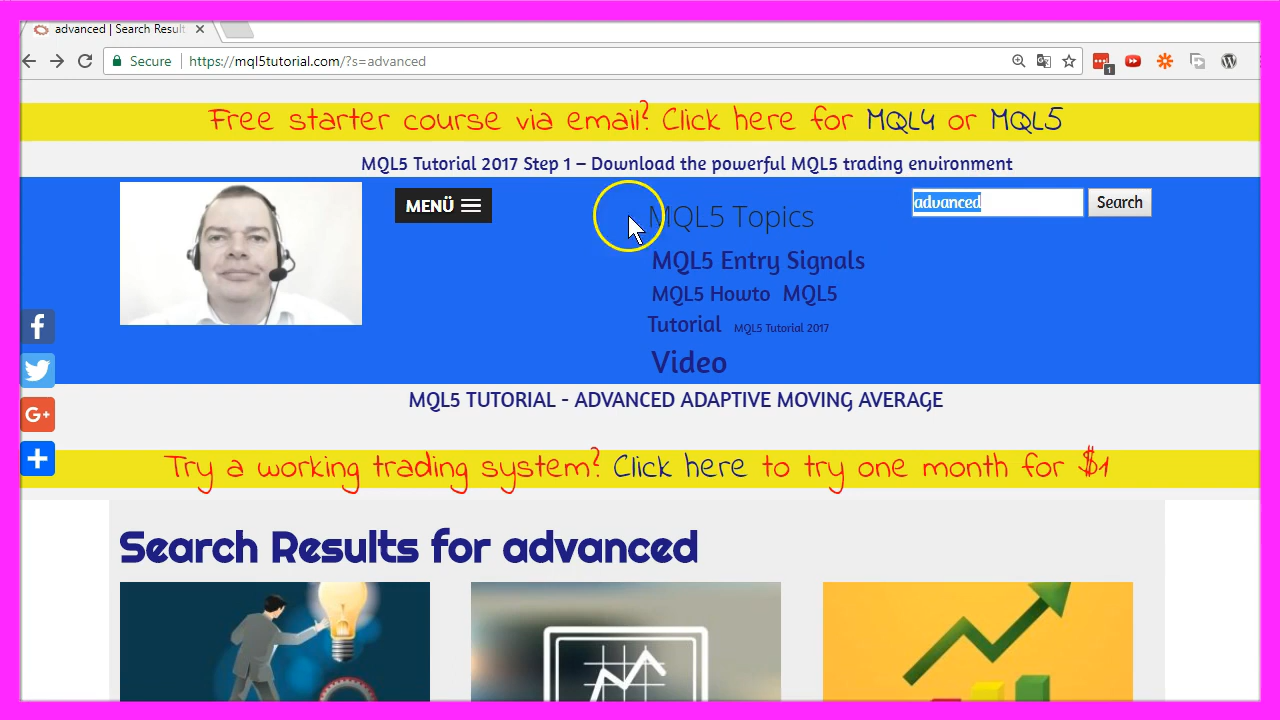 advanced | Search Result
Secure
https://mql5tutorial.com/?s=advanced
1
Free starter course via email? Click here for MQL4 or MQL5
MQL5 Tutorial 2017 Step 1 – Download the powerful MQL5 trading environment
MENÜ
MQL5 Topics
advanced
Search
MQL5 Entry Signals
MQL5 Howto MQL5
Tutorial MQL5 Tutorial 2017
Video
MQL5 TUTORIAL - ADVANCED ADAPTIVE MOVING AVERAGE
Try a working trading system? Click here to try one month for $1
Search Results for advanced